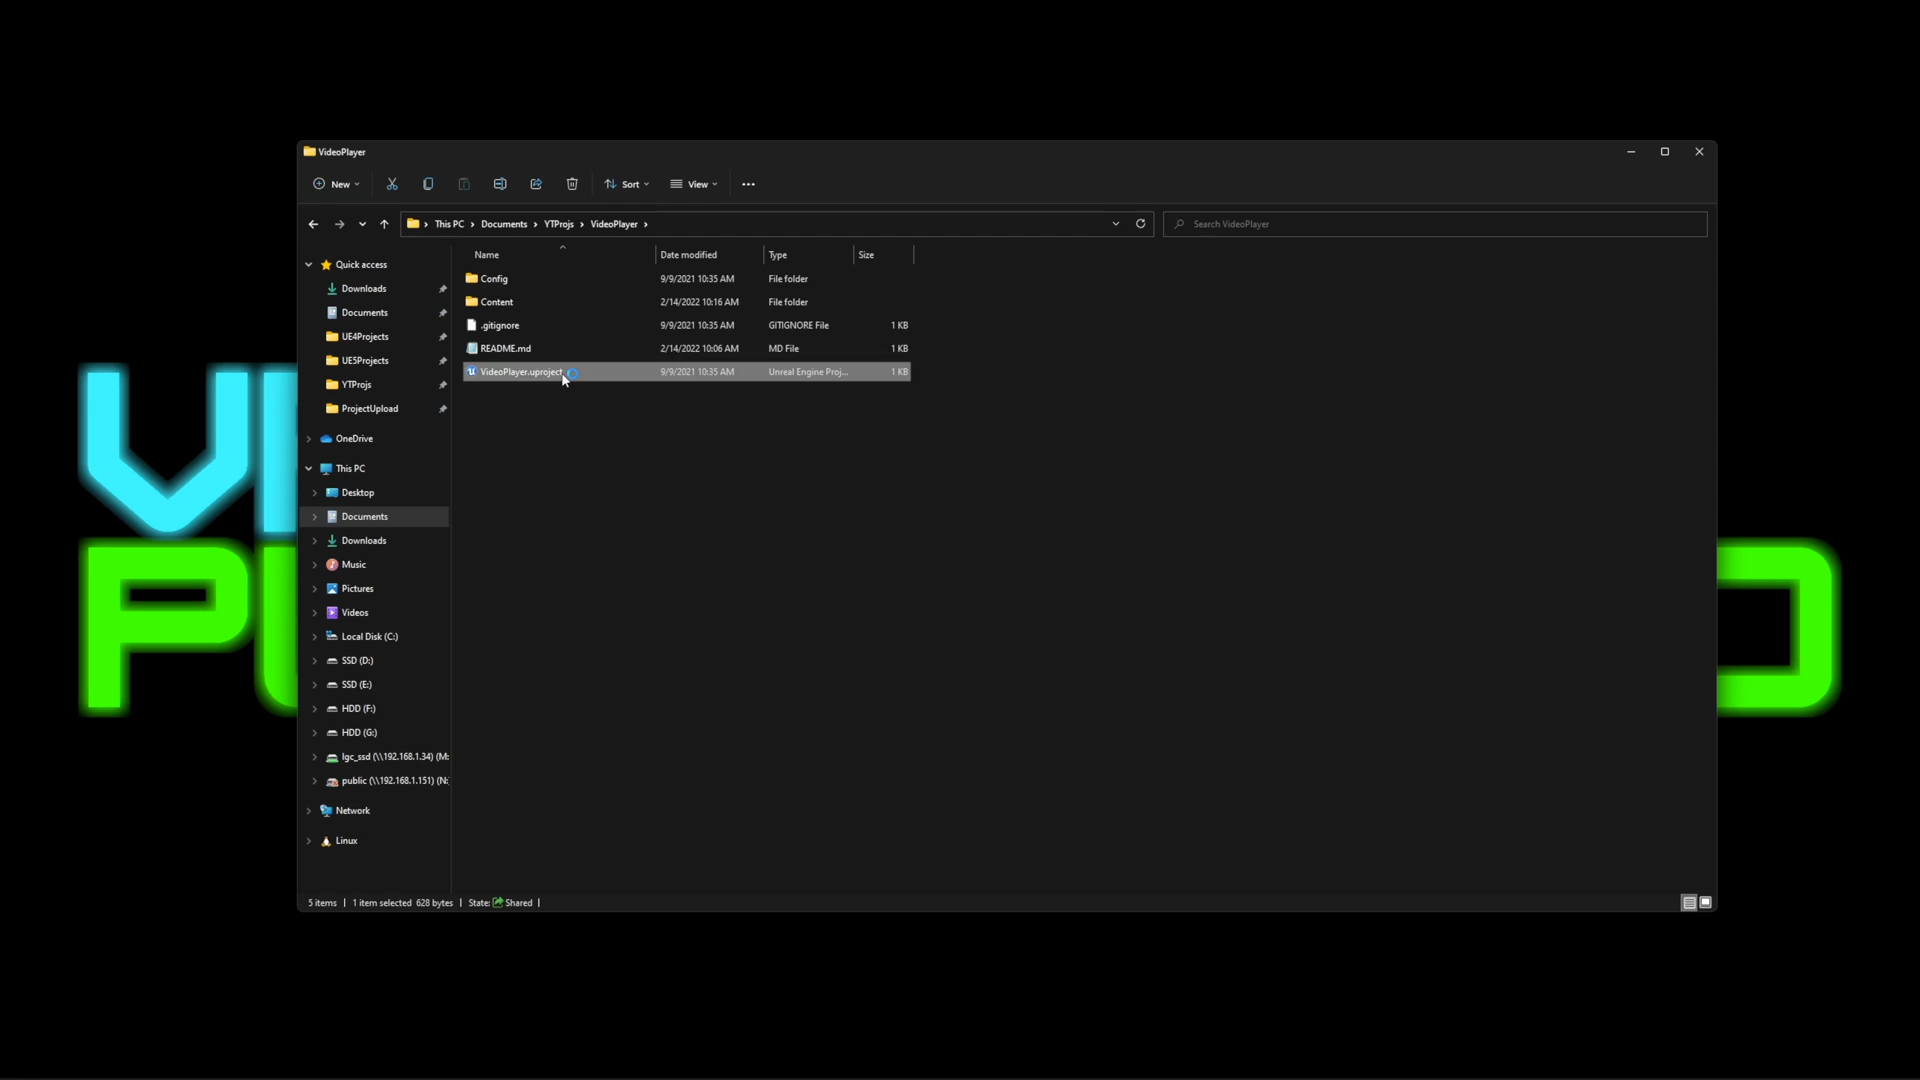 VideoPlayer
New
Sort
View
This PC > Documents > YTProjs > VideoPlayer >
Search VideoPlayer
Name Date modified Type Size
Config 9/9/2021 10:35 AM File folder
Content 2/14/2022 10:16 AM File folder
.gitignore 9/9/2021 10:35 AM GITIGNORE File 1 KB
README.md 2/14/2022 10:06 AM MD File 1 KB
VideoPlayer.uproject 9/9/2021 10:35 AM Unreal Engine Proj... 1 KB
Quick access
Downloads
Documents
UE4Projects
UE5Projects
YTProjs
ProjectUpload
OneDrive
This PC
Desktop
Documents
Downloads
Music
Pictures
Videos
Local Disk (C:)
SSD (D:)
SSD (E:)
HDD (F:)
HDD (G:)
lgc_ssd (\\192.168.1.34) (M:
public (\\192.168.1.151) (N:
Network
Linux
5 items | 1 item selected 628 bytes | State: Shared |